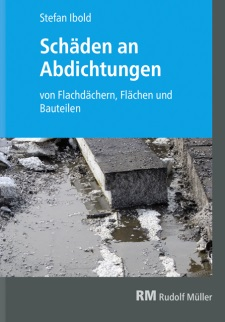 Stefan Ibold
Schäden an
Abdichtungen
von Flachdächern, Flächen und
Bauteilen
RM Rudolf Müller